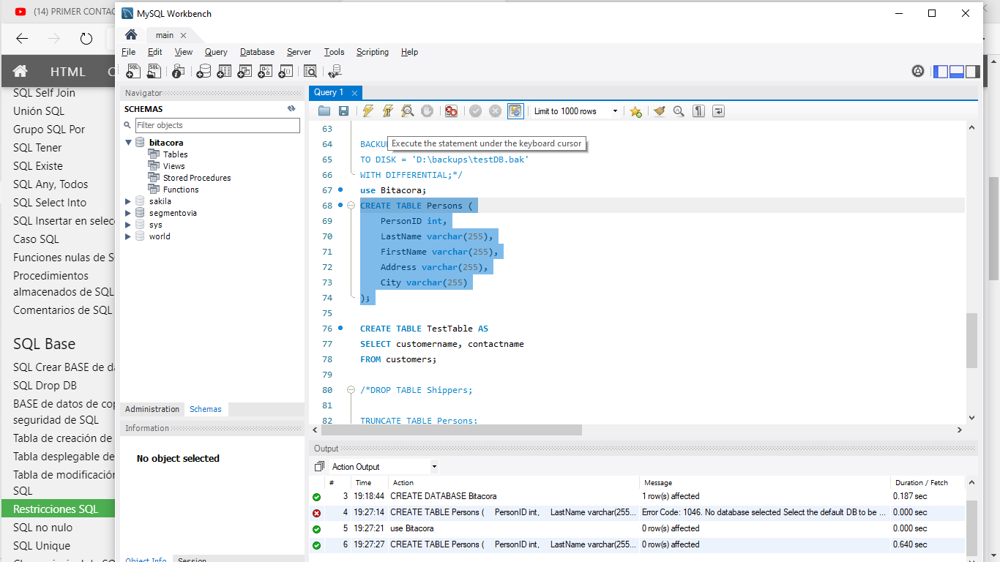 (14) PRIMER CONTAC
MySQL Workbench
main
File Edit View Query Database Server Tools Scripting Help
HTML
Navigator
SCHEMAS
Filter objects
bitacora
Tables
Views
Stored Procedures
Functions
sakila
segmentovia
sys
world
Administration Schemas
Information
No object selected
Object Info Session
SQL Self Join
Unión SQL
Grupo SQL Por
SQL Tener
SQL Existe
SQL Any, Todos
SQL Select Into
SQL Insertar en selec
Caso SQL
Funciones nulas de S
Procedimientos
almacenados de SQL
Comentarios de SQL
SQL Base
SQL Crear BASE de da
SQL Drop DB
BASE de datos de cop
seguridad de SQL
Tabla de creación de
Tabla desplegable de
Tabla de modificación
SQL
Restricciones SQL
SQL no nulo
SQL Unique
Query 1
Limit to 1000 rows
Execute the statement under the keyboard cursor
63
64 BACKU
65 TO DISK = 'D:\backups\testDB.bak'
66 WITH DIFFERENTIAL;*/
67 use Bitacora;
68 CREATE TABLE Persons (
69 PersonID int,
70 LastName varchar(255),
71 FirstName varchar(255),
72 Address varchar(255),
73 City varchar(255)
74 );
75
76 CREATE TABLE TestTable AS
77 SELECT customername, contactname
78 FROM customers;
79
80 /*DROP TABLE Shippers;
81
82 TRUNCATE TABLE Persons;
Output
Action Output
# Time Action Message Duration / Fetch
3 19:18:44 CREATE DATABASE Bitacora 1 row(s) affected 0.187 sec
4 19:27:14 CREATE TABLE Persons ( PersonID int, LastName varchar(255... Error Code: 1046. No database selected Select the default DB to be ... 0.000 sec
5 19:27:21 use Bitacora 0 row(s) affected 0.000 sec
6 19:27:27 CREATE TABLE Persons ( PersonID int, LastName varchar(255... 0 row(s) affected 0.640 sec